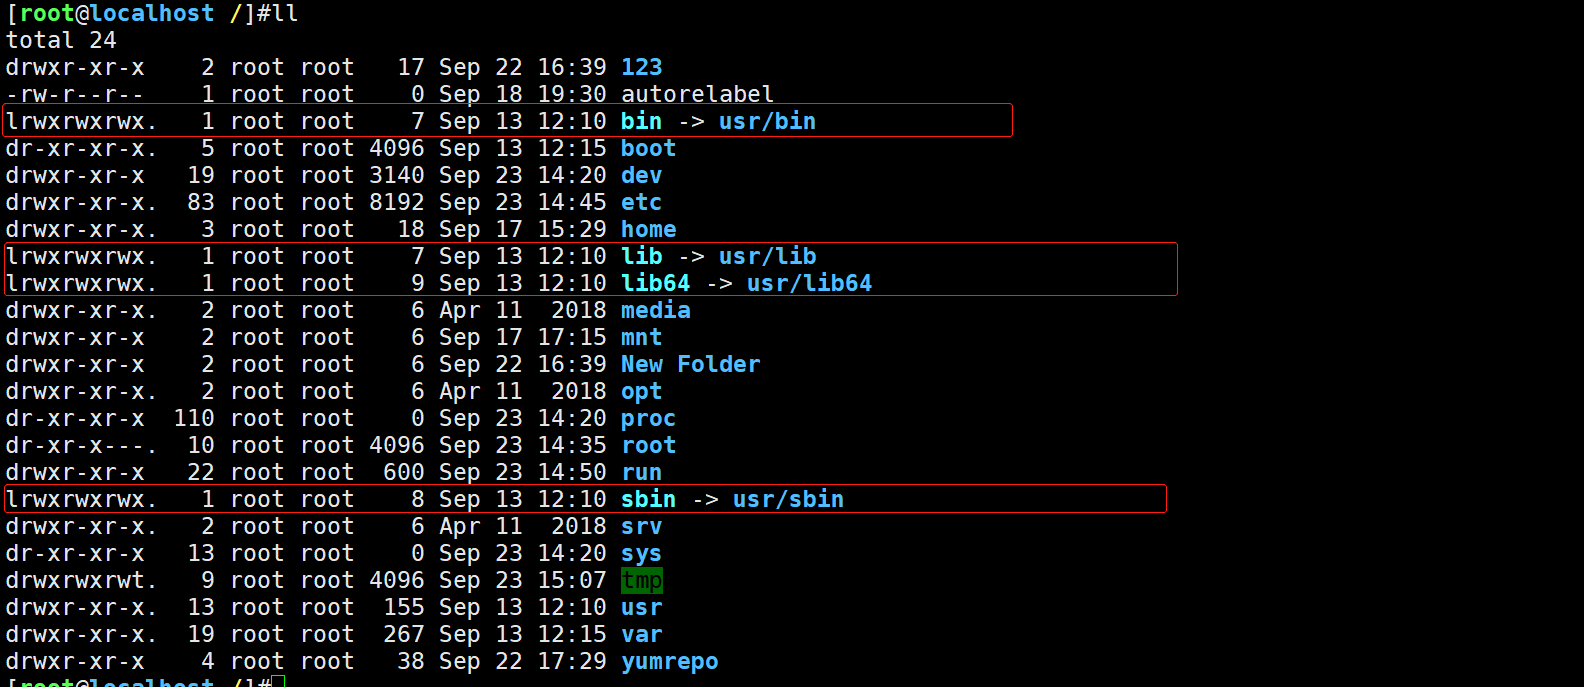 [root@localhost /]#ll
total 24
drwxr-xr-x    2 root root   17 Sep 22 16:39 123
-rw-r--r--    1 root root    0 Sep 18 19:30 autorelabel
lrwxrwxrwx.   1 root root    7 Sep 13 12:10 bin -> usr/bin
dr-xr-xr-x.   5 root root 4096 Sep 13 12:15 boot
drwxr-xr-x   19 root root 3140 Sep 23 14:20 dev
drwxr-xr-x.  83 root root 8192 Sep 23 14:45 etc
drwxr-xr-x.   3 root root   18 Sep 17 15:29 home
lrwxrwxrwx.   1 root root    7 Sep 13 12:10 lib -> usr/lib
lrwxrwxrwx.   1 root root    9 Sep 13 12:10 lib64 -> usr/lib64
drwxr-xr-x.   2 root root    6 Apr 11  2018 media
drwxr-xr-x    2 root root    6 Sep 17 17:15 mnt
drwxr-xr-x    2 root root    6 Sep 22 16:39 New Folder
drwxr-xr-x.   2 root root    6 Apr 11  2018 opt
dr-xr-xr-x  110 root root    0 Sep 23 14:20 proc
dr-xr-x---.  10 root root 4096 Sep 23 14:35 root
drwxr-xr-x   22 root root  600 Sep 23 14:50 run
lrwxrwxrwx.   1 root root    8 Sep 13 12:10 sbin -> usr/sbin
drwxr-xr-x.   2 root root    6 Apr 11  2018 srv
dr-xr-xr-x   13 root root    0 Sep 23 14:20 sys
drwxrwxrwt.   9 root root 4096 Sep 23 15:07 tmp
drwxr-xr-x.  13 root root  155 Sep 13 12:10 usr
drwxr-xr-x.  19 root root  267 Sep 13 12:15 var
drwxr-xr-x    4 root root   38 Sep 22 17:29 yumrepo
[root@localhost /]#